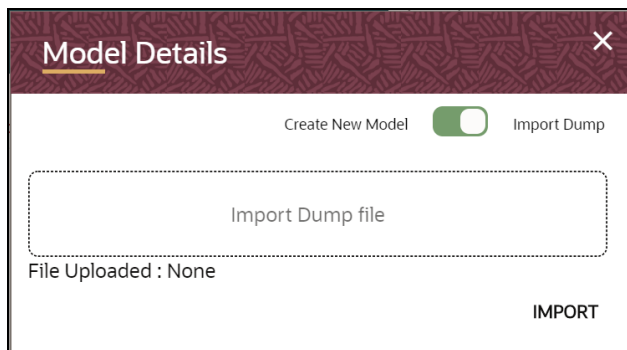 Model Details
Create New Model Import Dump
Import Dump file
File Uploaded : None
IMPORT